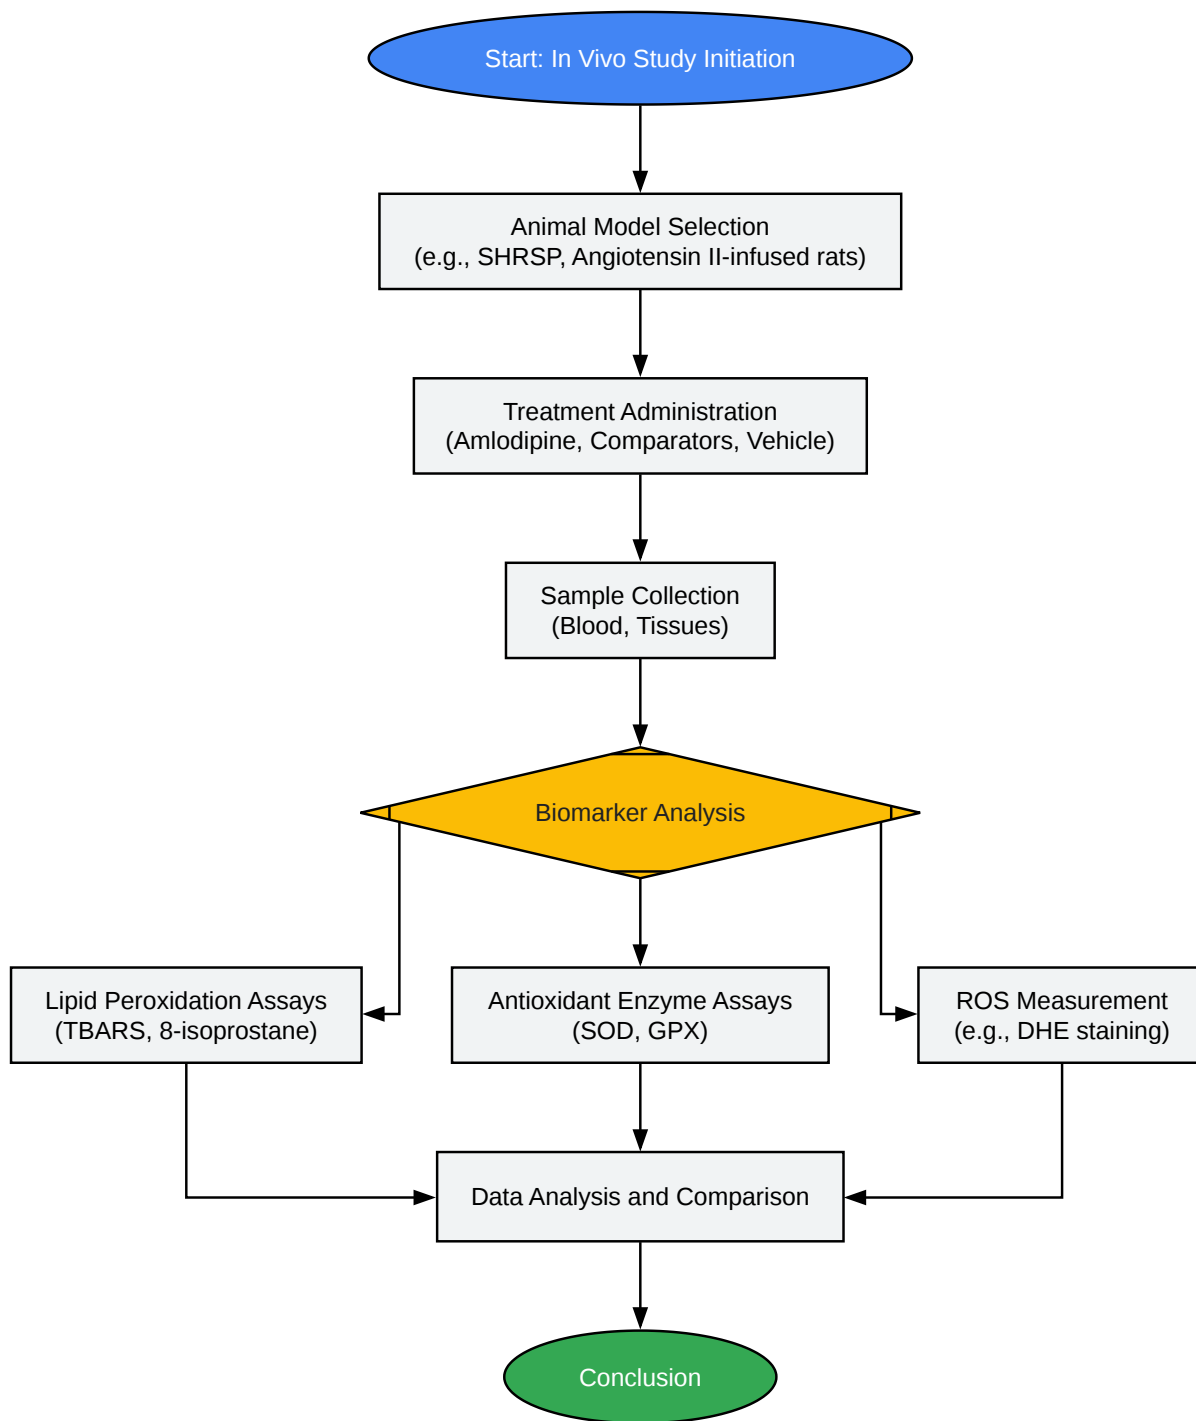 Start: In Vivo Study Initiation
Animal Model Selection
(e.g., SHRSP, Angiotensin II-infused rats)
Treatment Administration
(Amlodipine, Comparators, Vehicle)
Sample Collection
(Blood, Tissues)
Biomarker Analysis
Lipid Peroxidation Assays
(TBARS, 8-isoprostane)
Antioxidant Enzyme Assays
(SOD, GPX)
ROS Measurement
(e.g., DHE staining)
Data Analysis and Comparison
Conclusion